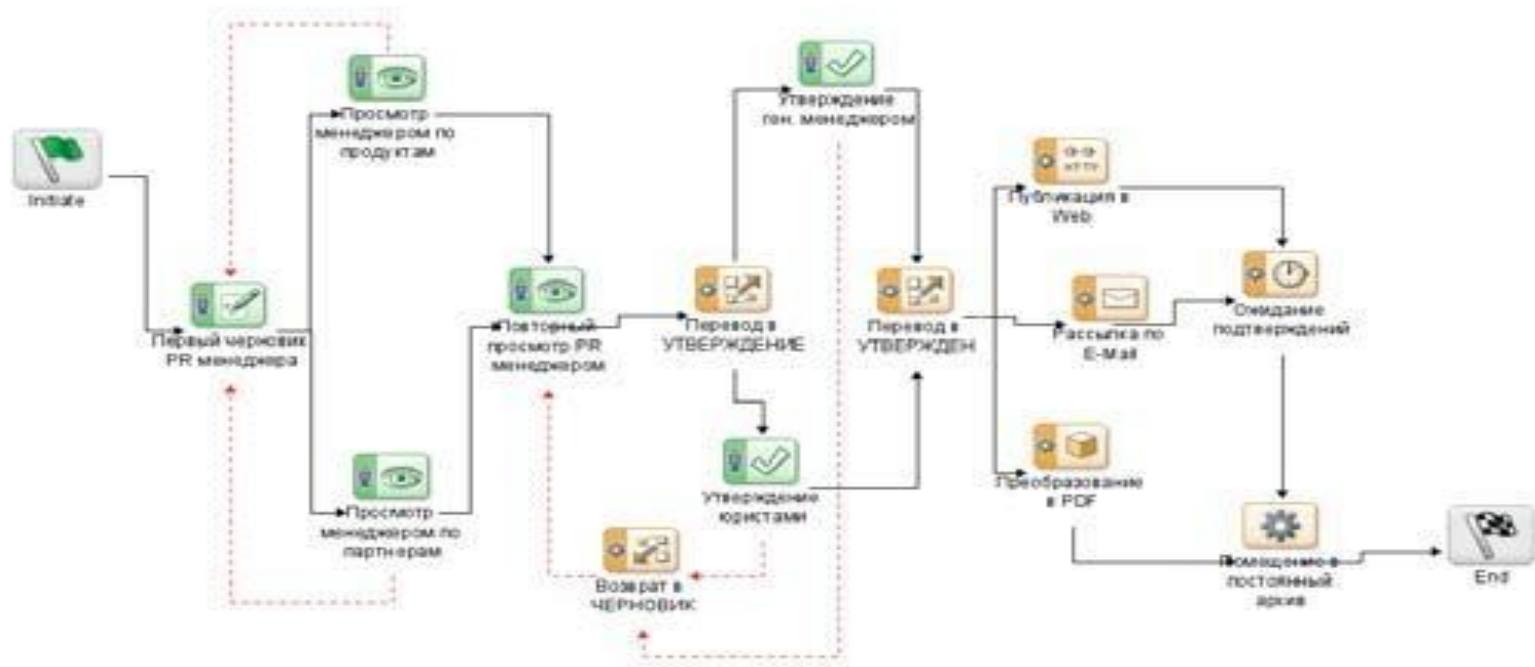 Initiate
Первый черновик
PR менеджера
Просмотр
менеджером по
продуктам
Просмотр
менеджером по
партнерам
Повторный
просмотр PR
менеджером
Перевод в
УТВЕРЖДЕНИЕ
Утверждение
ген. менеджером
Утверждение
юристами
Возврат в
ЧЕРНОВИК
Перевод в
УТВЕРЖДЕН
Публикация в
Web
Рассылка по
E-Mail
Преобразование
в PDF
Ожидание
подтверждений
Помещение в
постоянный
архив
End